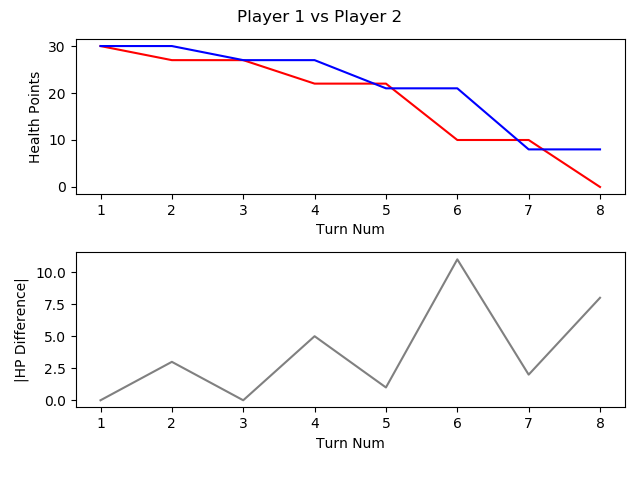 Player 1 vs Player 2
30
20
10
0
Health Points
1 2 3 4 5 6 7 8
Turn Num
10.0
7.5
5.0
2.5
0.0
|HP Difference|
1 2 3 4 5 6 7 8
Turn Num